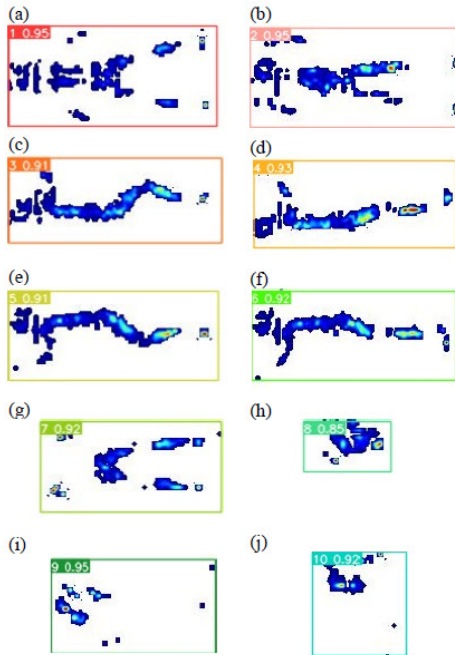 (a)
1 0.95
(b)
2 0.95
(c)
3 0.91
(d)
4 0.93
(e)
5 0.91
(f)
6 0.92
(g)
7 0.92
(h)
8 0.85
(i)
9 0.95
(j)
10 0.92